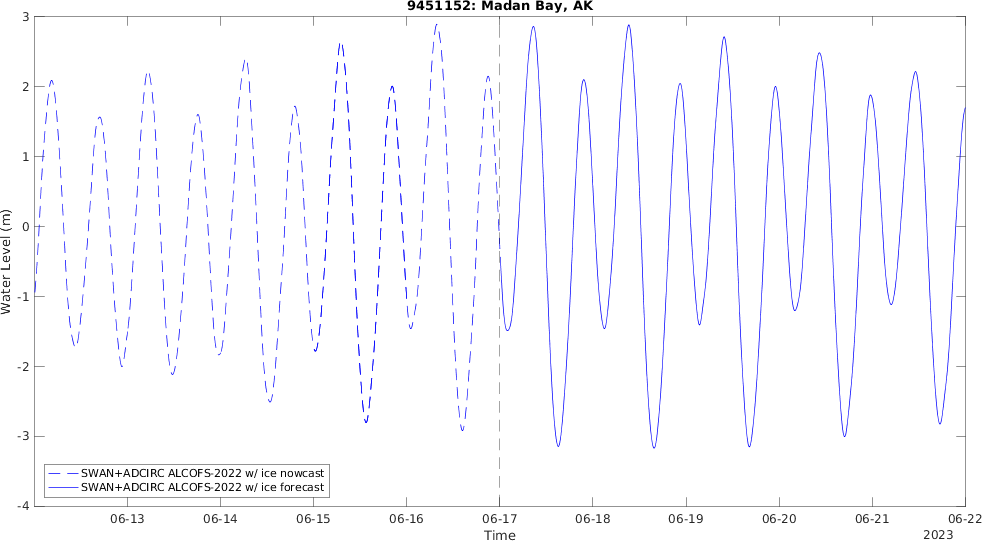 9451152: Madan Bay, AK
3
2
1
0
-1
-2
-3
-4
Water Level (m)
SWAN+ADCIRC ALCOFS-2022 w/ ice nowcast
SWAN+ADCIRC ALCOFS-2022 w/ ice forecast
06-13 06-14 06-15 06-16 06-17 06-18 06-19 06-20 06-21 06-22
Time
2023